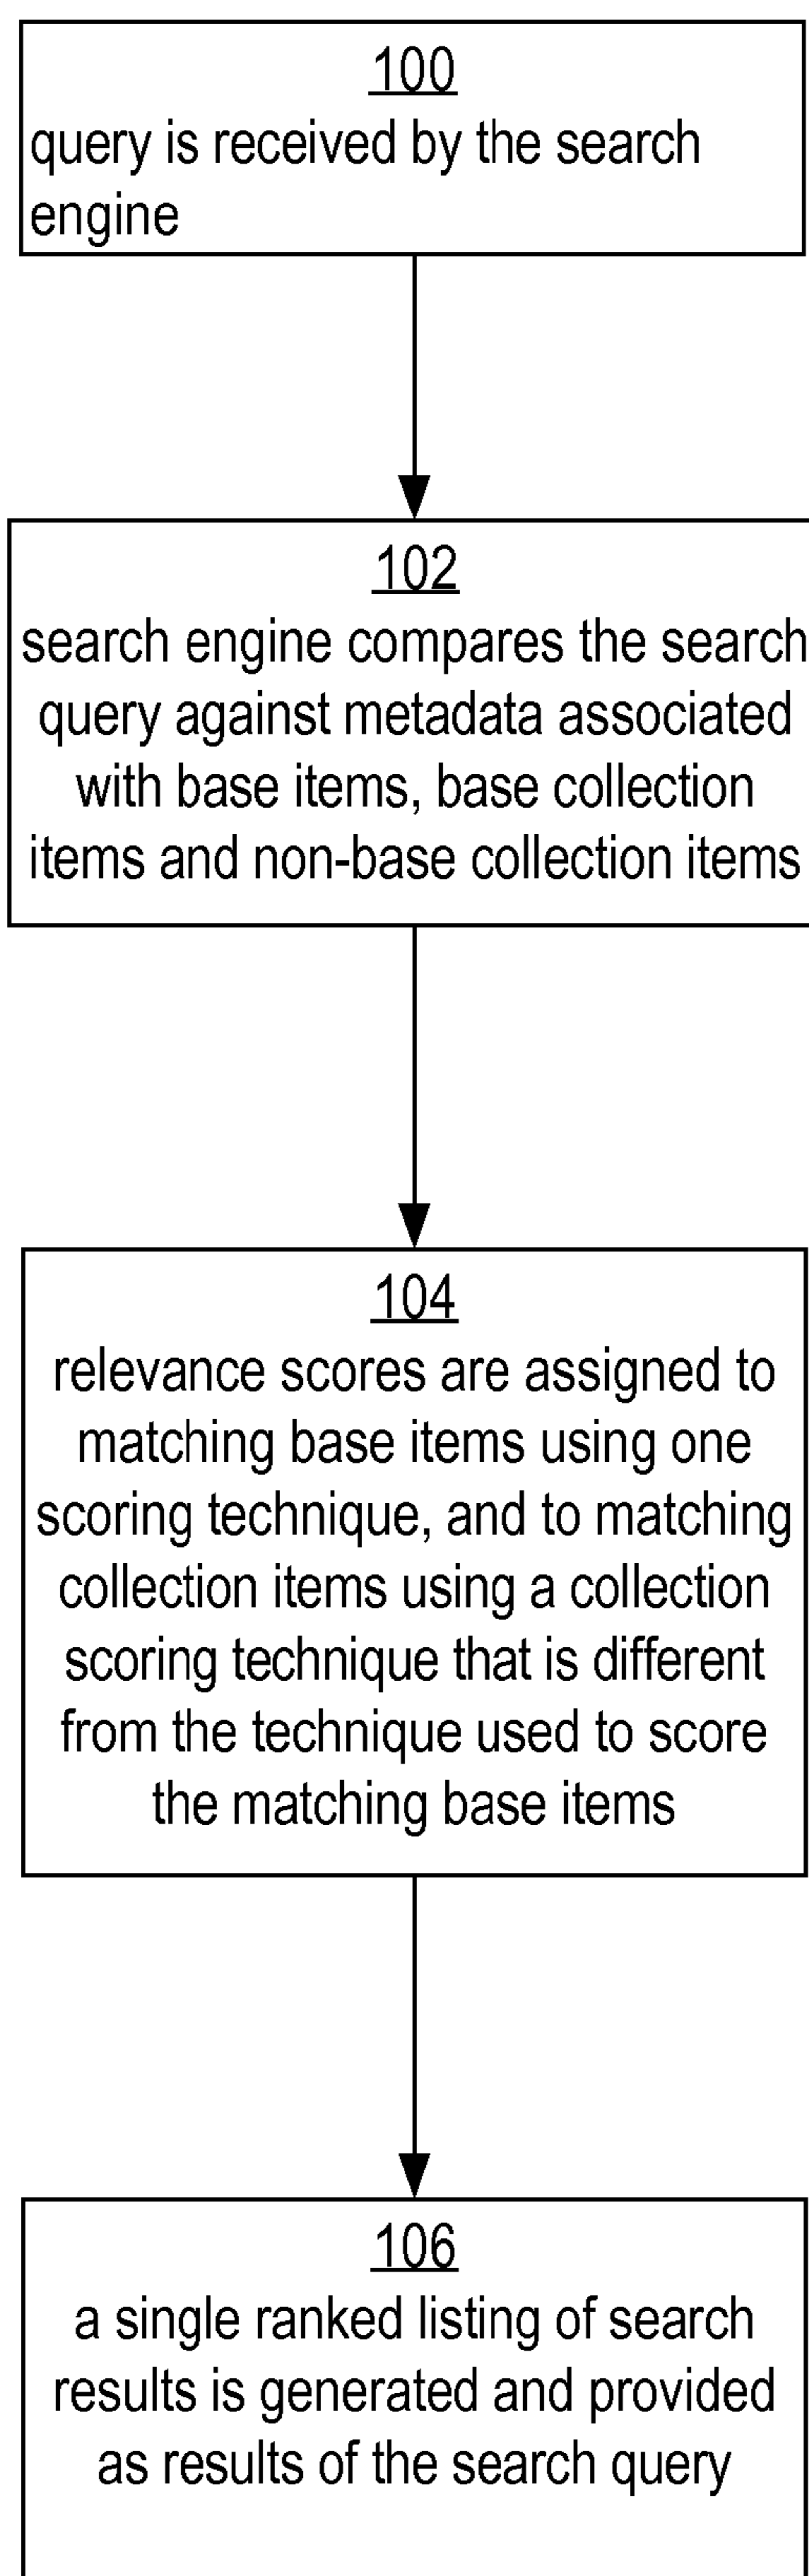 100
query is received by the search
engine
102
search engine compares the search
query against metadata associated
with base items, base collection
items and non-base collection items
104
relevance scores are assigned to
matching base items using one
scoring technique, and to matching
collection items using a collection
scoring technique that is different
from the technique used to score
the matching base items
106
a single ranked listing of search
results is generated and provided
as results of the search query